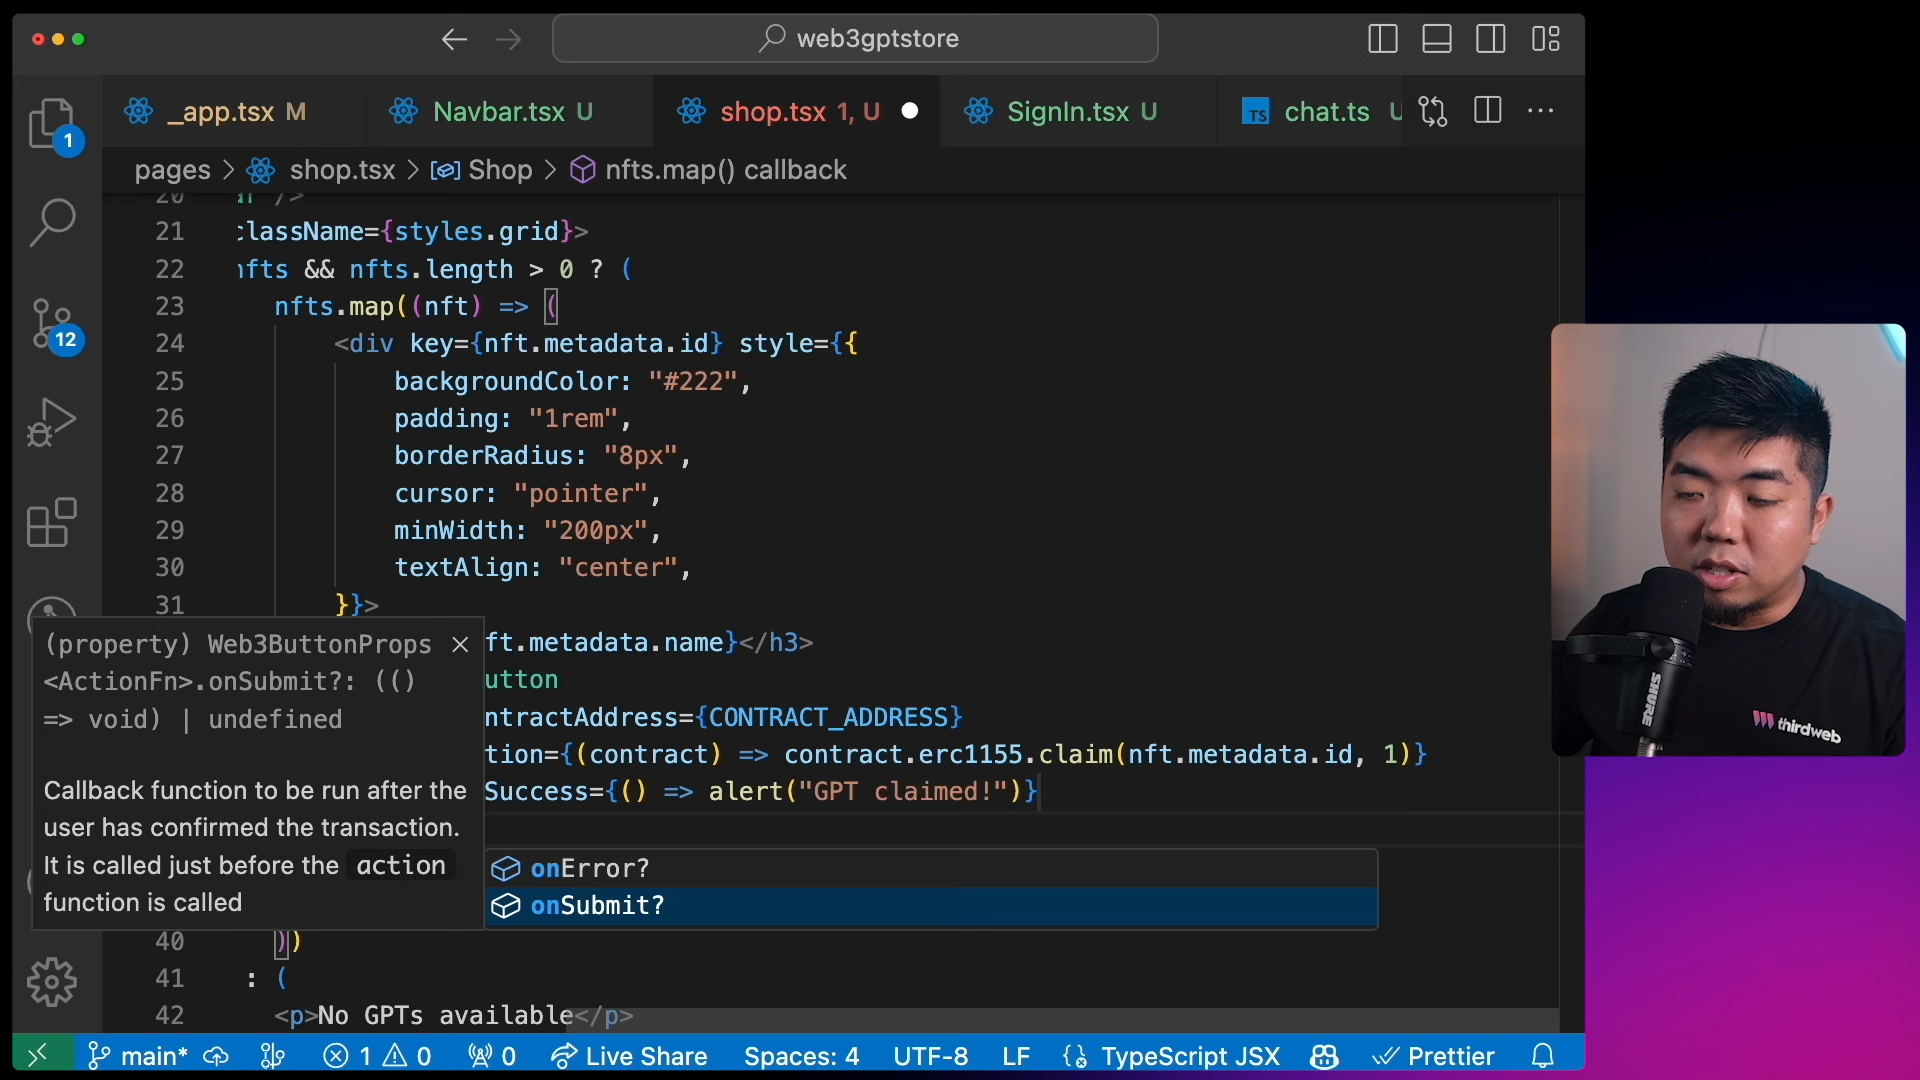 web3gptstore
_app.tsx M
Navbar.tsx U
shop.tsx 1, U
SignIn.tsx U
TS chat.ts U
pages > shop.tsx > Shop > nfts.map() callback
20 />
21 className={styles.grid}>
22 nfts && nfts.length > 0 ? (
23 nfts.map((nft) => (
24 <div key={nft.metadata.id} style={{
25 backgroundColor: "#222",
26 padding: "1rem",
27 borderRadius: "8px",
28 cursor: "pointer",
29 minWidth: "200px",
30 textAlign: "center",
31 }}>
ft.metadata.name}</h3>
utton
ntractAddress={CONTRACT_ADDRESS}
tion={(contract) => contract.erc1155.claim(nft.metadata.id, 1)}
Success={() => alert("GPT claimed!")}
(property) Web3ButtonProps
<ActionFn>.onSubmit?: (()
=> void) | undefined
Callback function to be run after the
user has confirmed the transaction.
It is called just before the action
function is called
onError?
onSubmit?
40 ))
41 : (
42 <p>No GPTs available</p>
1
12
main* 1 0 0 Live Share Spaces: 4 UTF-8 LF TypeScript JSX Prettier
SHURE
thirdweb